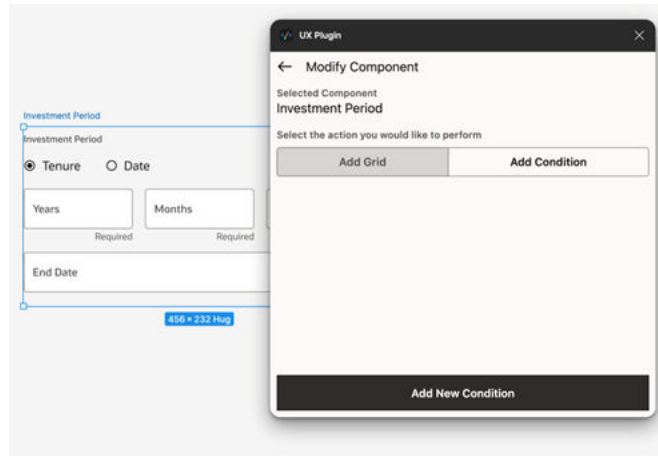 UX Plugin
Modify Component
Selected Component
Investment Period
Select the action you would like to perform
Add Grid
Add Condition
Add New Condition
Investment Period
Investment Period
Tenure
Date
Years
Months
Required
Required
End Date
456 × 232 Hug